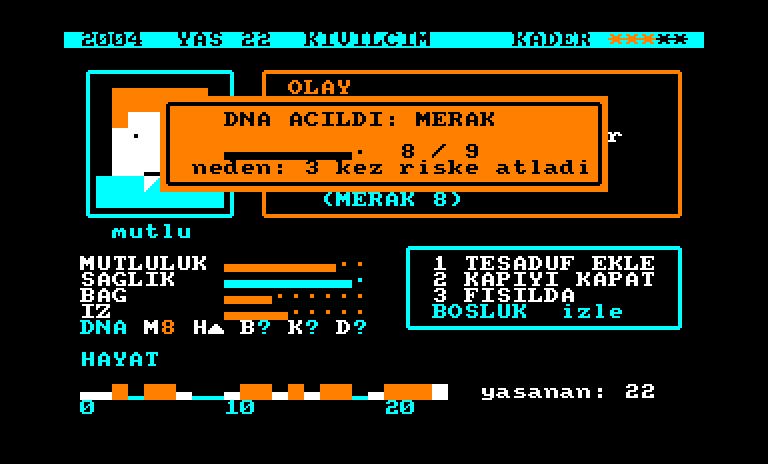 2004 YAS 22 KIVILCIM KADER *****
OLAY
DNA ACILDI: MERAK
8 / 9
r
neden: 3 kez riske atladi
(MERAK 8)
mutlu
MUTLULUK
SAGLIK
BAG
IZ
DNA M8 H▲ B? K? D?
1 TESADUF EKLE
2 KAPIYI KAPAT
3 FISILDA
BOSLUK izle
HAYAT
yasanan: 22
0 10 20